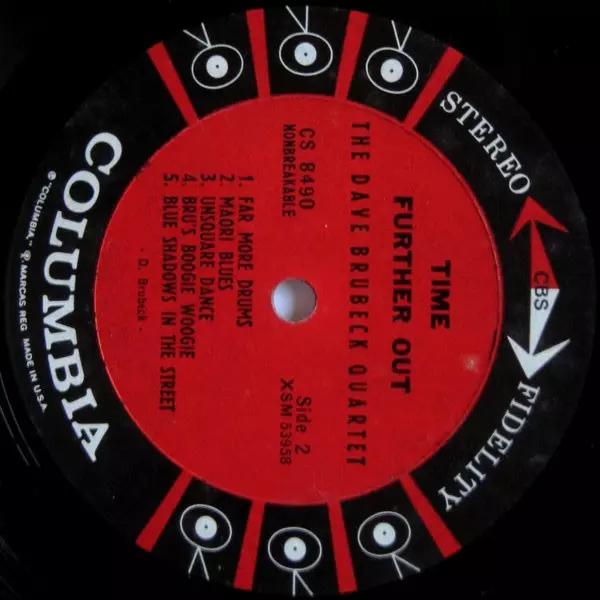 STEREO CBS FIDELITY
TIME
FURTHER OUT
THE DAVE BRUBECK QUARTET
CS 8490
NONBREAKABLE
Side 2
XSM 53958
1. FAR MORE DRUMS
2. MAORI BLUES
3. UNSQUARE DANCE
4. BRU'S BOOGIE WOOGIE
5. BLUE SHADOWS IN THE STREET
- D. Brubeck -
COLUMBIA
® "COLUMBIA", Ⓟ, MARCAS REG. MADE IN U.S.A.